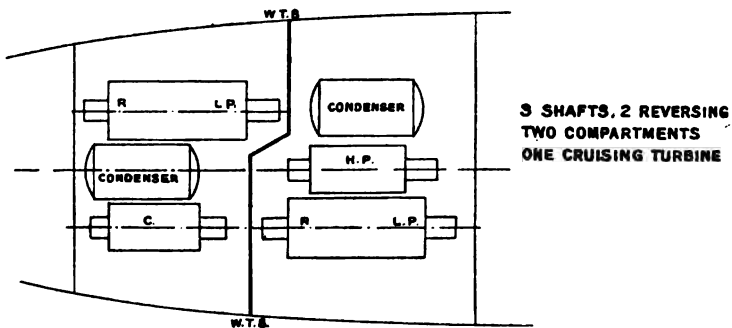 W.T.B
R L.P.
CONDENSER
3 SHAFTS, 2 REVERSING
TWO COMPARTMENTS
ONE CRUISING TURBINE
H.P.
CONDENSER
C.
R L.P.
W.T.B.